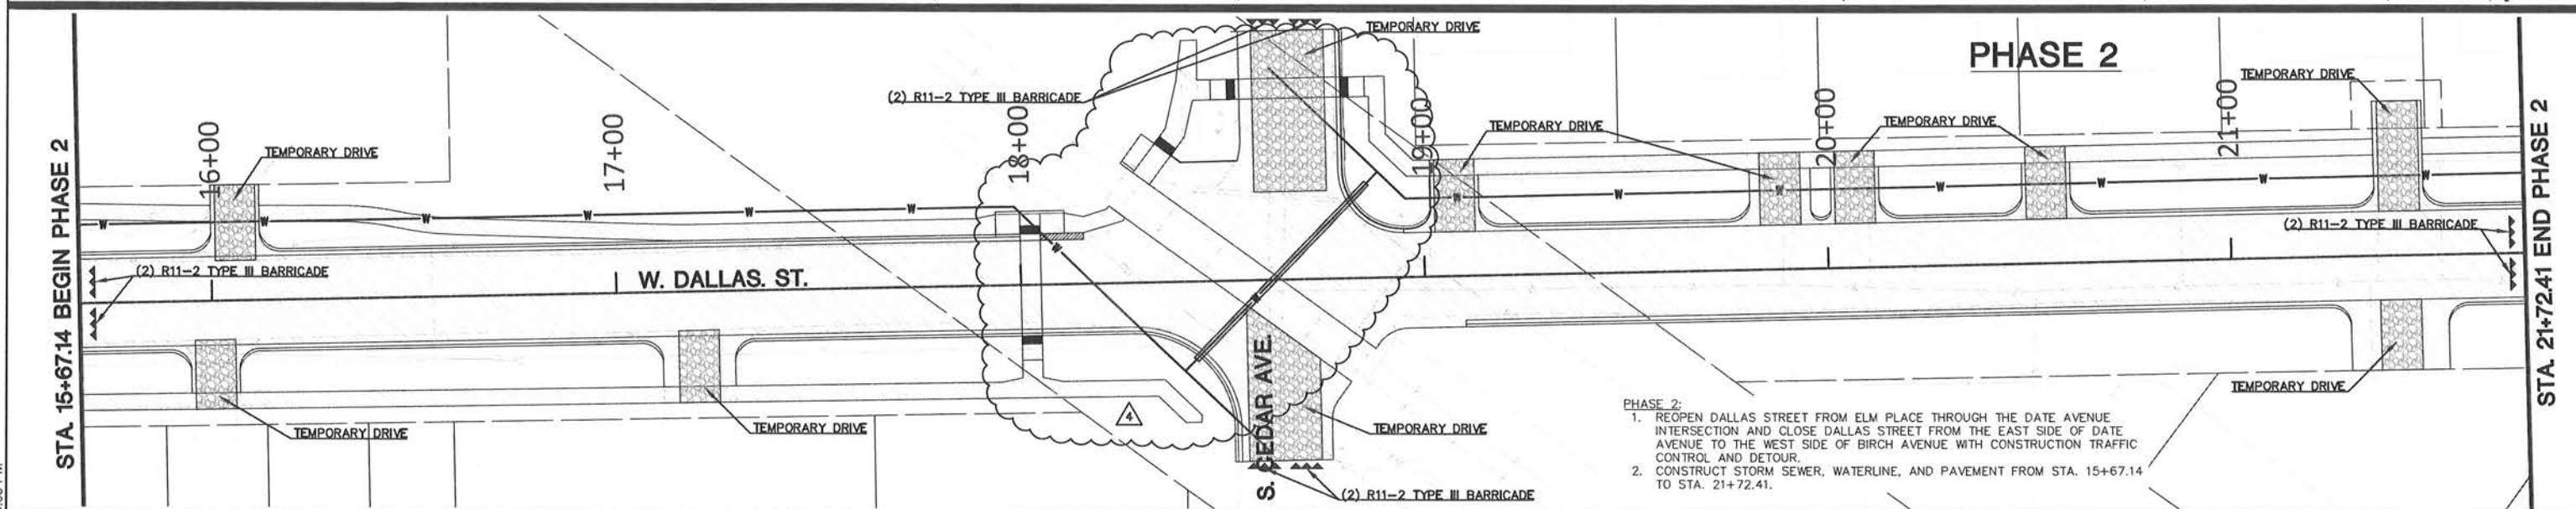 PHASE 2
STA. 15+67.14 BEGIN PHASE 2
STA. 21+72.41 END PHASE 2
16+00
17+00
18+00
19+00
20+00
21+00
TEMPORARY DRIVE
(2) R11-2 TYPE III BARRICADE
TEMPORARY DRIVE
TEMPORARY DRIVE
TEMPORARY DRIVE
TEMPORARY DRIVE
W W W W W W
W W W W W W W
(2) R11-2 TYPE III BARRICADE
(2) R11-2 TYPE III BARRICADE
W. DALLAS. ST.
W
W
S. CEDAR AVE.
4
TEMPORARY DRIVE
TEMPORARY DRIVE
TEMPORARY DRIVE
TEMPORARY DRIVE
(2) R11-2 TYPE III BARRICADE
PHASE 2:
1. REOPEN DALLAS STREET FROM ELM PLACE THROUGH THE DATE AVENUE
INTERSECTION AND CLOSE DALLAS STREET FROM THE EAST SIDE OF DATE
AVENUE TO THE WEST SIDE OF BIRCH AVENUE WITH CONSTRUCTION TRAFFIC
CONTROL AND DETOUR.
2. CONSTRUCT STORM SEWER, WATERLINE, AND PAVEMENT FROM STA. 15+67.14
TO STA. 21+72.41.